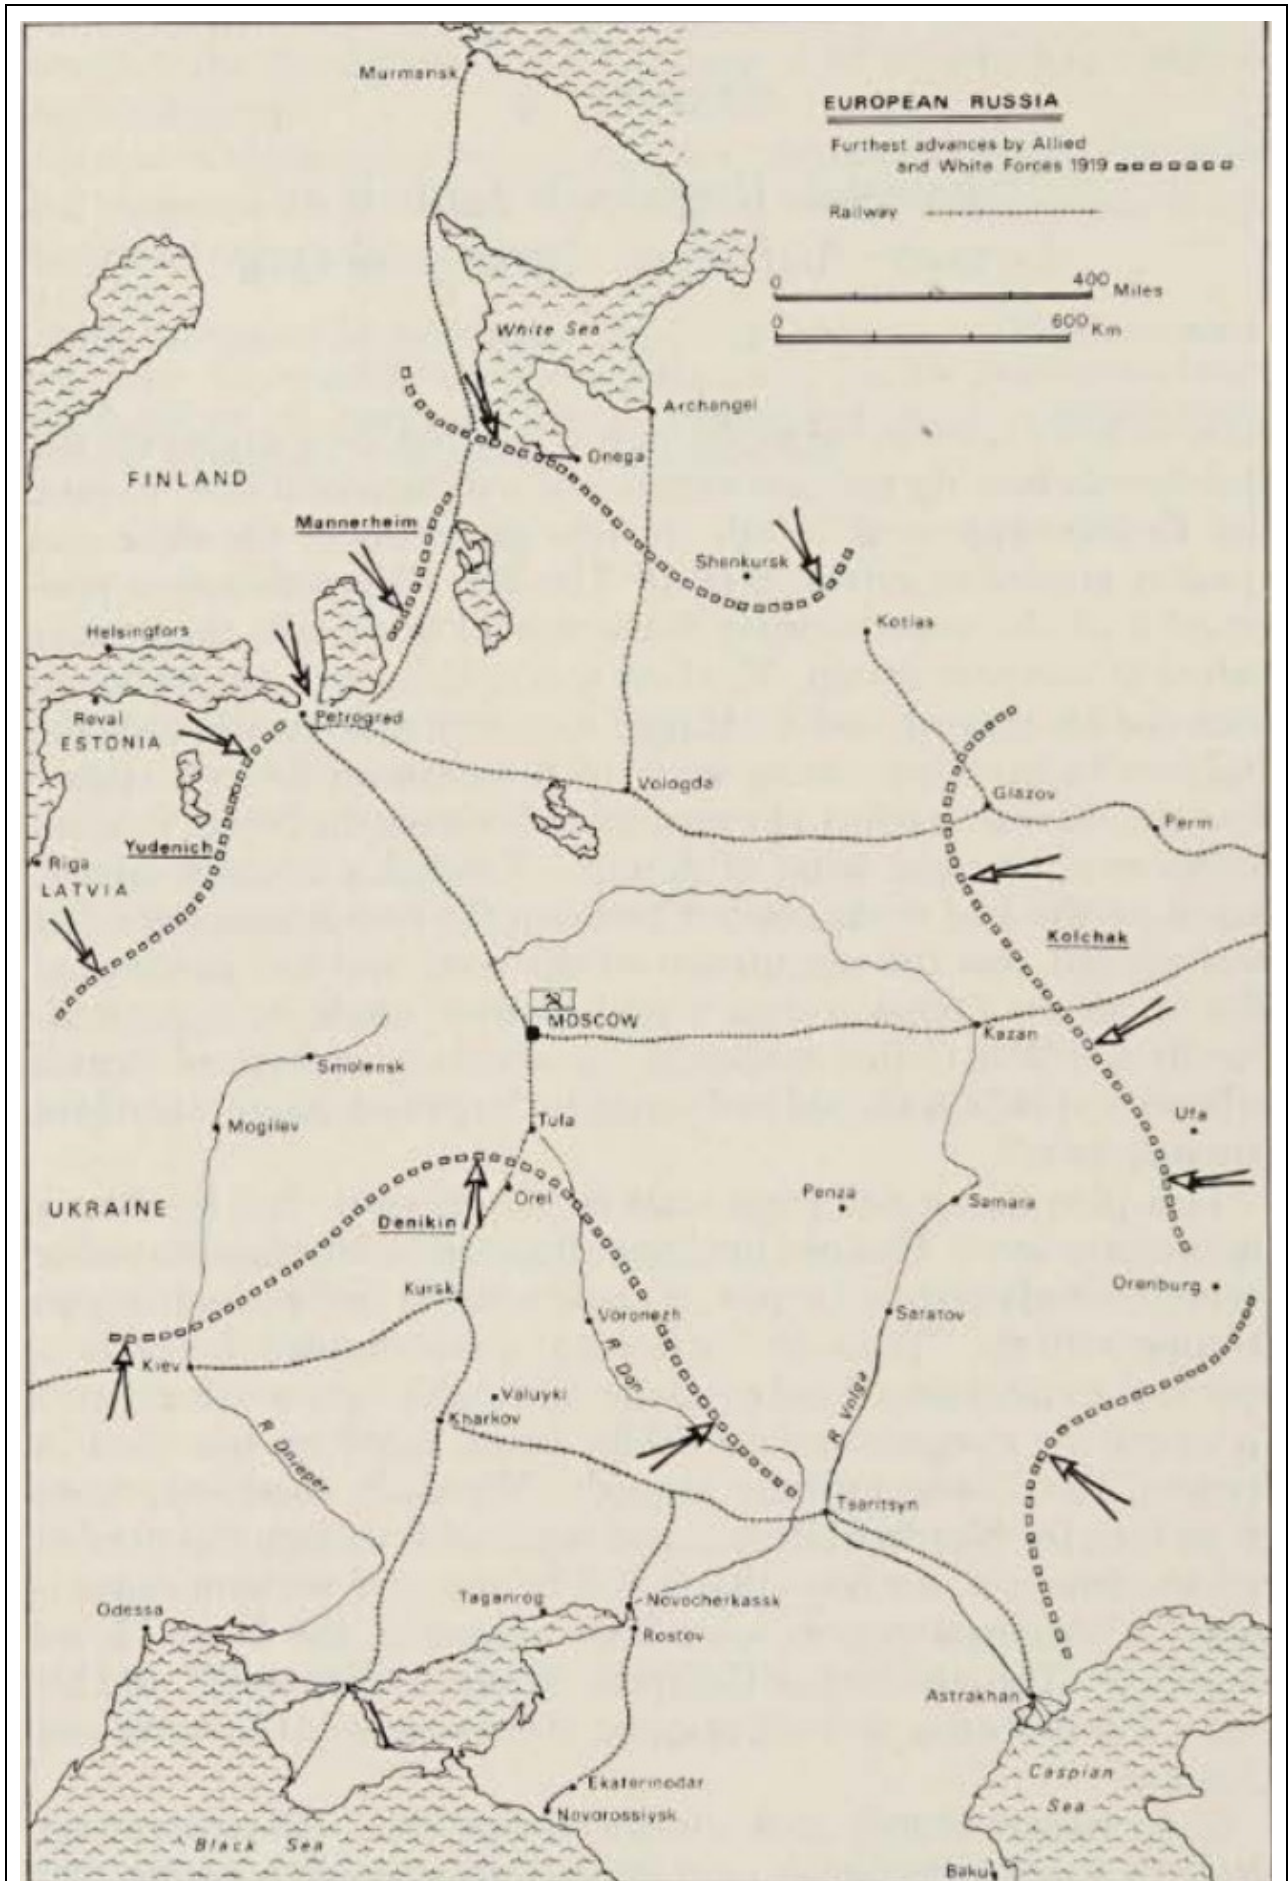 Murmansk
EUROPEAN RUSSIA
Furthest advances by Allied
and White Forces 1919
Railway
0 400 Miles
0 600 Km
White Sea
Archangel
Onega
FINLAND
Mannerheim
Shenkursk
Kotlas
Helsingfors
Petrograd
Reval
ESTONIA
Vologda
Glazov
Perm
Yudenich
Riga
LATVIA
Kolchak
MOSCOW
Kazan
Smolensk
Ufa
Tula
Mogilev
Penza
Samara
UKRAINE
Orel
Denikin
Orenburg
Kursk
Voronezh
Saratov
R Don
Kiev
Valuyki
R Volga
Kharkov
R Dnieper
Tsaritsyn
Taganrog
Novocherkassk
Odessa
Rostov
Astrakhan
Caspian
Sea
Ekaterinodar
Novorossiysk
Black Sea
Baku